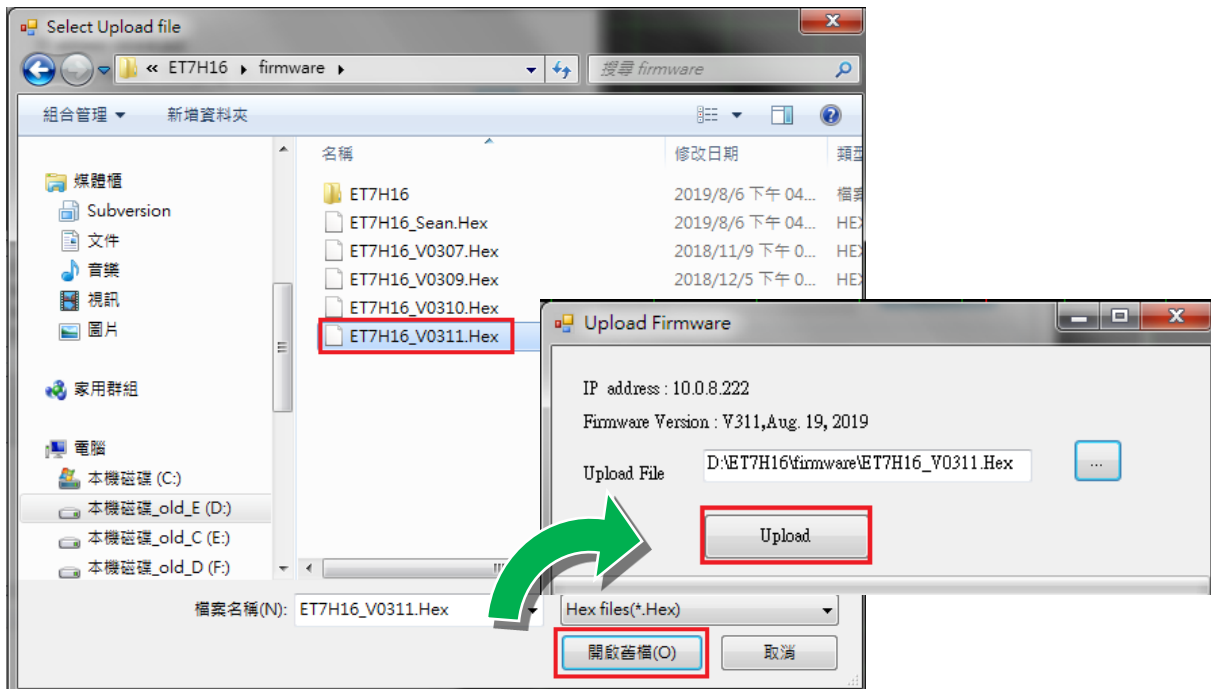 Select Upload file
« ET7H16 ▸ firmware ▸
搜尋 firmware
組合管理 ▼ 新增資料夾
名稱 修改日期 類型
媒體櫃
Subversion
文件
音樂
視訊
圖片
家用群組
電腦
本機磁碟 (C:)
本機磁碟_old_E (D:)
本機磁碟_old_C (E:)
本機磁碟_old_D (F:)
ET7H16 2019/8/6 下午 04... 檔案
ET7H16_Sean.Hex 2019/8/6 下午 04... HEX
ET7H16_V0307.Hex 2018/11/9 下午 0... HEX
ET7H16_V0309.Hex 2018/12/5 下午 0... HEX
ET7H16_V0310.Hex
ET7H16_V0311.Hex
檔案名稱(N): ET7H16_V0311.Hex Hex files(*.Hex)
開啟舊檔(O) 取消
Upload Firmware
IP address : 10.0.8.222
Firmware Version : V311,Aug. 19, 2019
Upload File D:\ET7H16\firmware\ET7H16_V0311.Hex ...
Upload